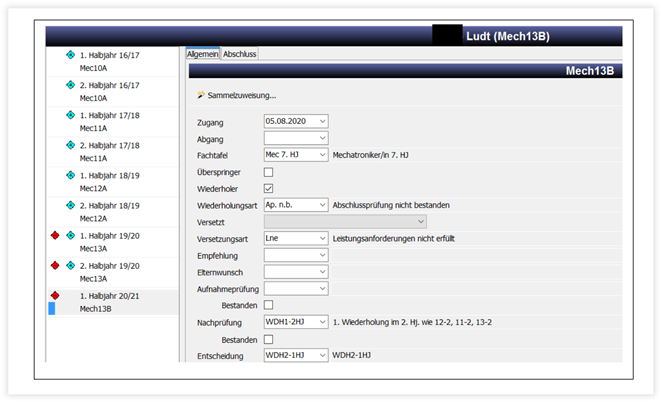 Ludt (Mech13B)
1. Halbjahr 16/17
Mec10A
2. Halbjahr 16/17
Mec10A
1. Halbjahr 17/18
Mec11A
2. Halbjahr 17/18
Mec11A
1. Halbjahr 18/19
Mec12A
2. Halbjahr 18/19
Mec12A
1. Halbjahr 19/20
Mec13A
2. Halbjahr 19/20
Mec13A
1. Halbjahr 20/21
Mech13B
Allgemein Abschluss
Mech13B
Sammelzuweisung...
Zugang 05.08.2020
Abgang
Fachtafel Mec 7. HJ Mechatroniker/in 7. HJ
Überspringer
Wiederholer
Wiederholungsart Ap. n.b. Abschlussprüfung nicht bestanden
Versetzt
Versetzungsart Lne Leistungsanforderungen nicht erfüllt
Empfehlung
Elternwunsch
Aufnahmeprüfung
Bestanden
Nachprüfung WDH1-2HJ 1. Wiederholung im 2. Hj. wie 12-2, 11-2, 13-2
Bestanden
Entscheidung WDH2-1HJ WDH2-1HJ